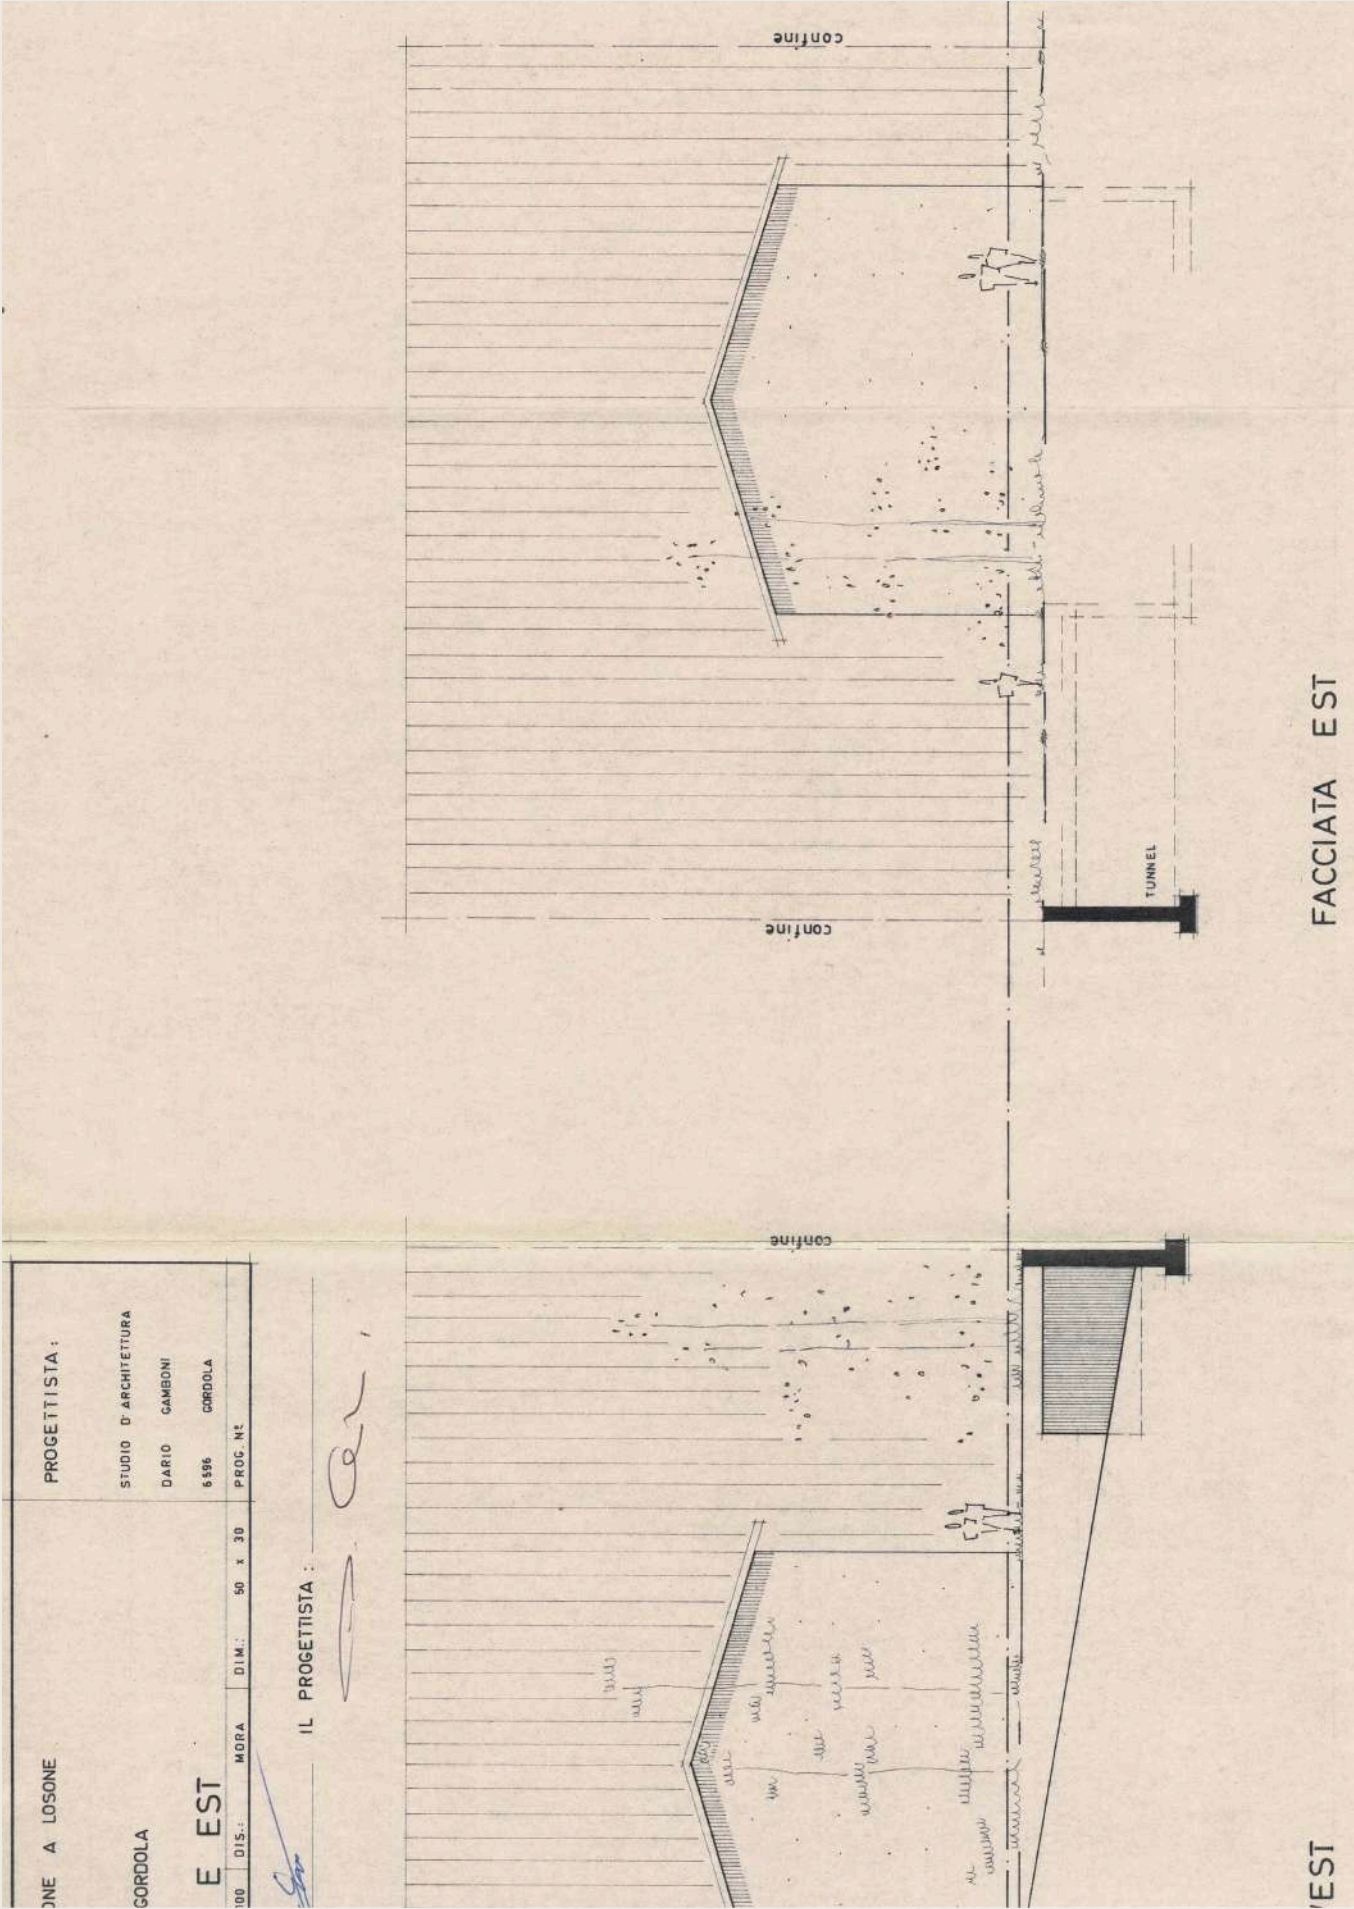 ONE A LOSONE
PROGETTISTA:
STUDIO D'ARCHITETTURA
GORDOLA
DARIO GAMBONI
E EST
6596 GORDOLA
100 DIS.: MORA DIM.: 50 x 30 PROG. Nº
IL PROGETTISTA:
confine
confine
confine
TUNNEL
VEST
FACCIATA EST